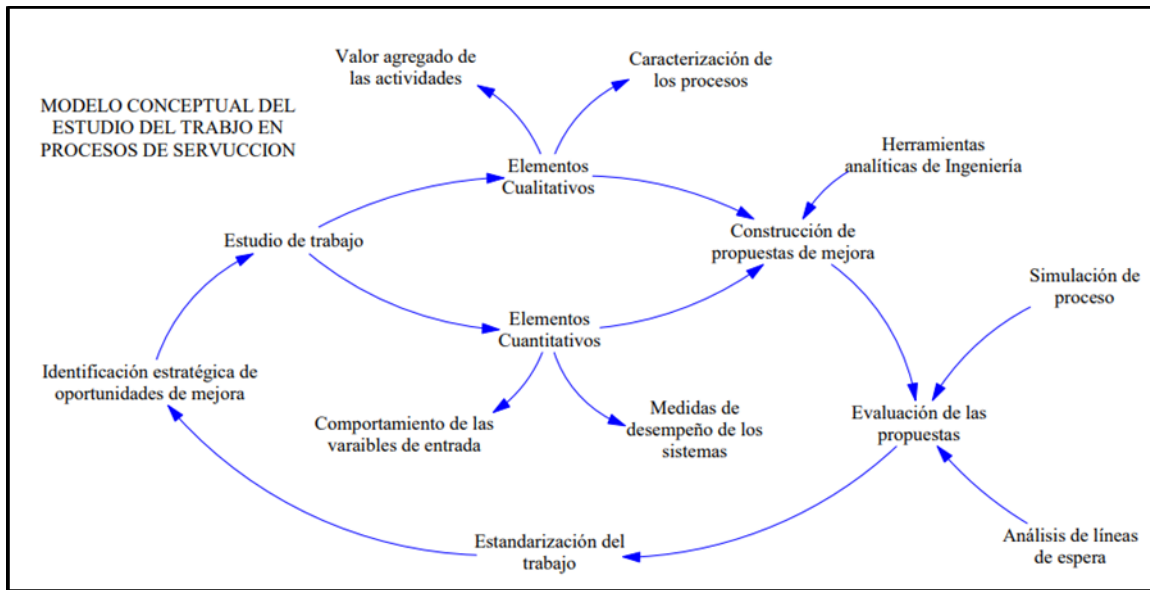 MODELO CONCEPTUAL DEL
ESTUDIO DEL TRABJO EN
PROCESOS DE SERVUCCION
Valor agregado de
las actividades
Caracterización de
los procesos
Elementos
Cualitativos
Herramientas
analíticas de Ingeniería
Estudio de trabajo
Construcción de
propuestas de mejora
Simulación de
proceso
Elementos
Cuantitativos
Identificación estratégica de
oportunidades de mejora
Comportamiento de las
varaibles de entrada
Medidas de
desempeño de los
sistemas
Evaluación de las
propuestas
Estandarización del
trabajo
Análisis de líneas
de espera